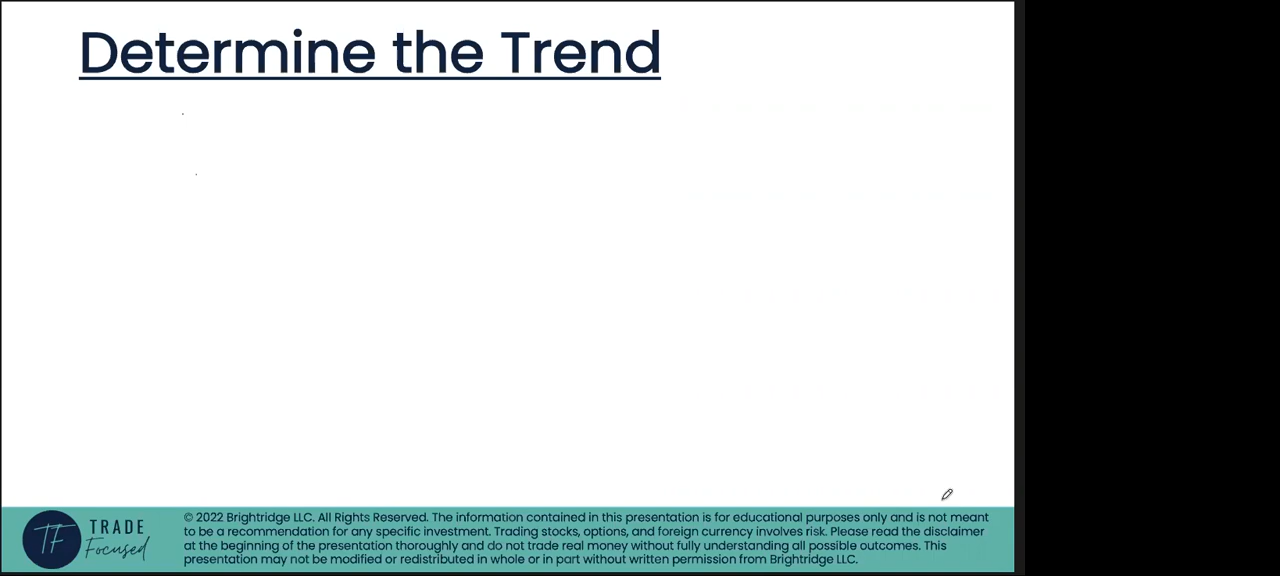 Determine the Trend
TF
TRADE
Focused
© 2022 Brightridge LLC. All Rights Reserved. The information contained in this presentation is for educational purposes only and is not meant
to be a recommendation for any specific investment. Trading stocks, options, and foreign currency involves risk. Please read the disclaimer
at the beginning of the presentation thoroughly and do not trade real money without fully understanding all possible outcomes. This
presentation may not be modified or redistributed in whole or in part without written permission from Brightridge LLC.